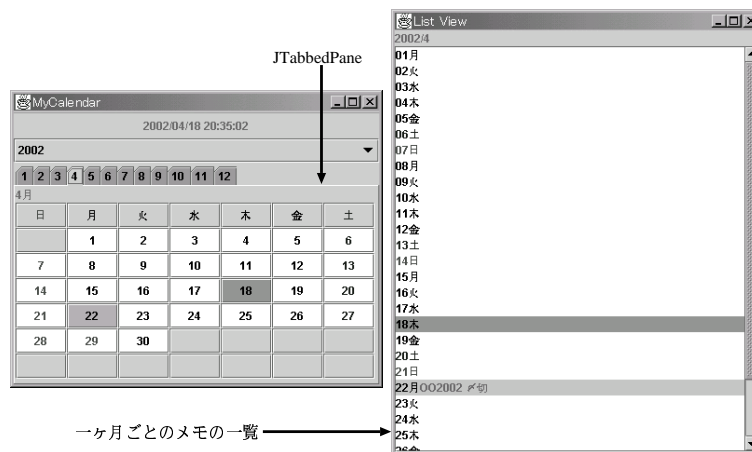 JTabbedPane
MyCalendar
2002/04/18 20:35:02
2002
1 2 3 4 5 6 7 8 9 10 11 12
4月
日 月 火 水 木 金 土
1 2 3 4 5 6
7 8 9 10 11 12 13
14 15 16 17 18 19 20
21 22 23 24 25 26 27
28 29 30
一ヶ月ごとのメモの一覧
List View
2002/4
01月
02火
03水
04木
05金
06土
07日
08月
09火
10水
11木
12金
13土
14日
15月
16火
17水
18木
19金
20土
21日
22月OO2002 〆切
23火
24水
25木
26金